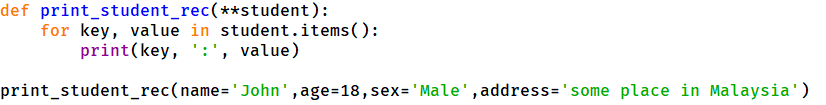 def print_student_rec(**student):
    for key, value in student.items():
        print(key, ':', value)
print_student_rec(name='John',age=18,sex='Male',address='some place in Malaysia')